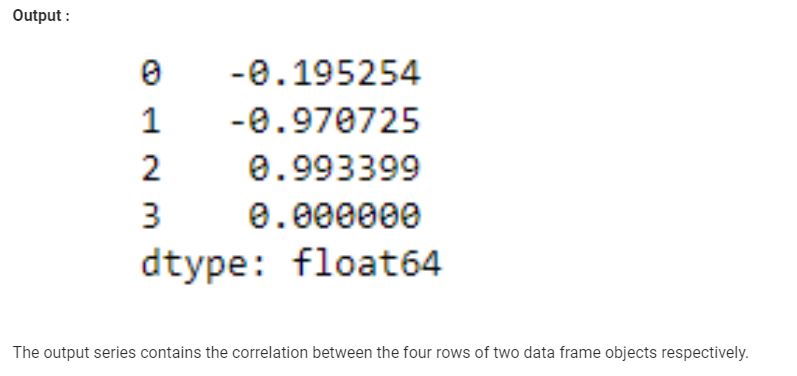 Output :
0 -0.195254
1 -0.970725
2 0.993399
3 0.000000
dtype: float64
The output series contains the correlation between the four rows of two data frame objects respectively.